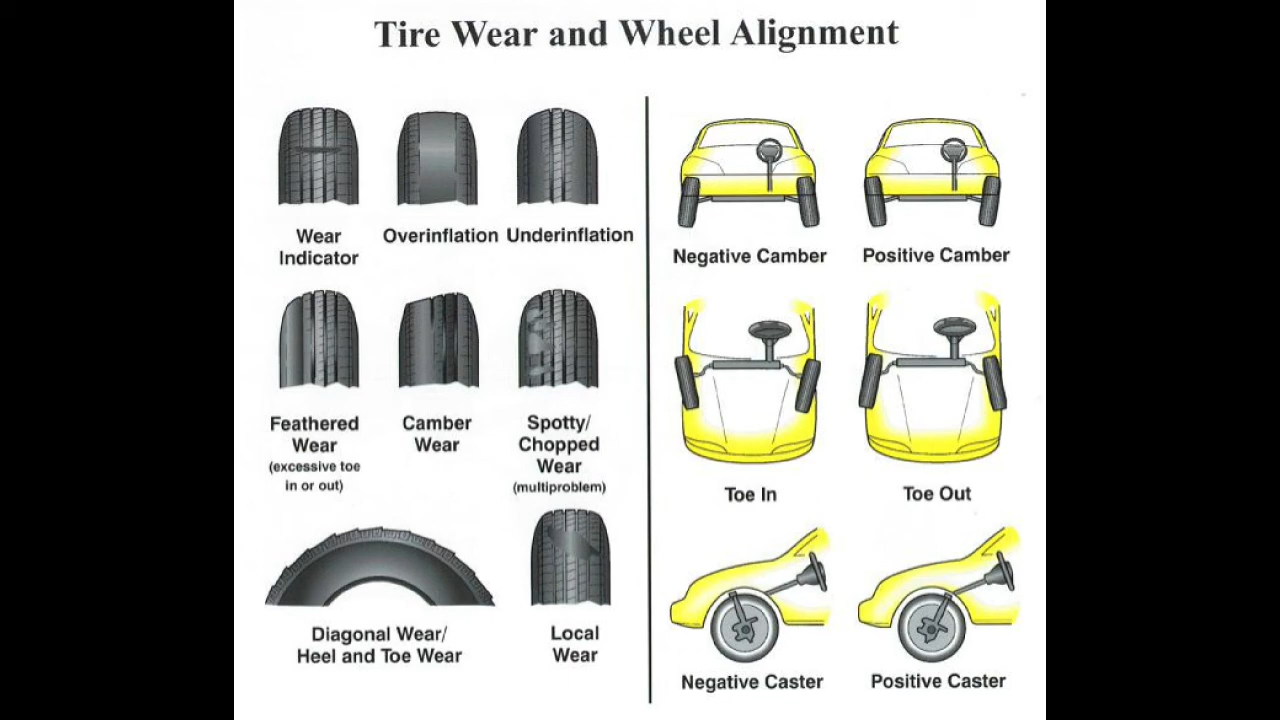 Tire Wear and Wheel Alignment
Wear
Indicator
Overinflation
Underinflation
Feathered
Wear
(excessive toe
in or out)
Camber
Wear
Spotty/
Chopped
Wear
(multiproblem)
Diagonal Wear/
Heel and Toe Wear
Local
Wear
Negative Camber
Positive Camber
Toe In
Toe Out
Negative Caster
Positive Caster